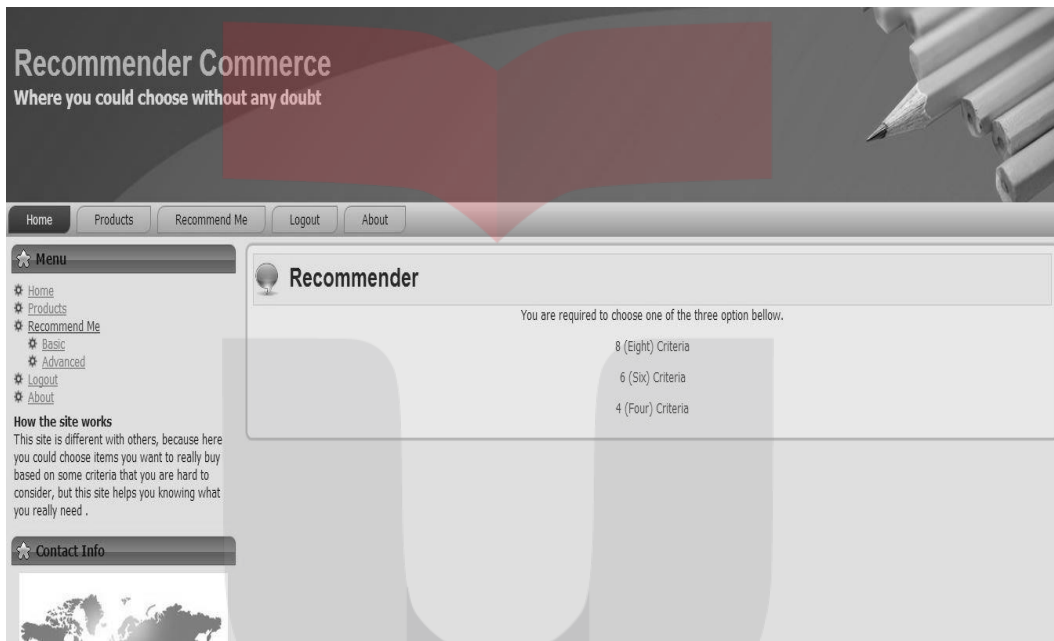 Recommender Commerce
Where you could choose without any doubt
Home
Products
Recommend Me
Logout
About
Menu
Home
Products
Recommend Me
Basic
Advanced
Logout
About
How the site works
This site is different with others, because here
you could choose items you want to really buy
based on some criteria that you are hard to
consider, but this site helps you knowing what
you really need .
Contact Info
Recommender
You are required to choose one of the three option bellow.
8 (Eight) Criteria
6 (Six) Criteria
4 (Four) Criteria